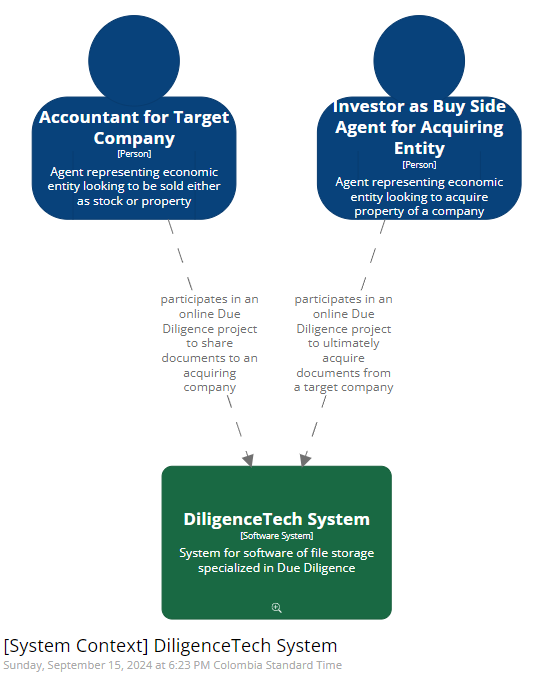 Accountant for Target
Company
[Person]
Agent representing economic
entity looking to be sold either
as stock or property
Investor as Buy Side
Agent for Acquiring
Entity
[Person]
Agent representing economic
entity looking to acquire
property of a company
participates in an
online Due
Diligence project
to share
documents to an
acquiring
company
participates in an
online Due
Diligence project
to ultimately
acquire
documents from
a target company
DiligenceTech System
[Software System]
System for software of file storage
specialized in Due Diligence
[System Context] DiligenceTech System
Sunday, September 15, 2024 at 6:23 PM Colombia Standard Time